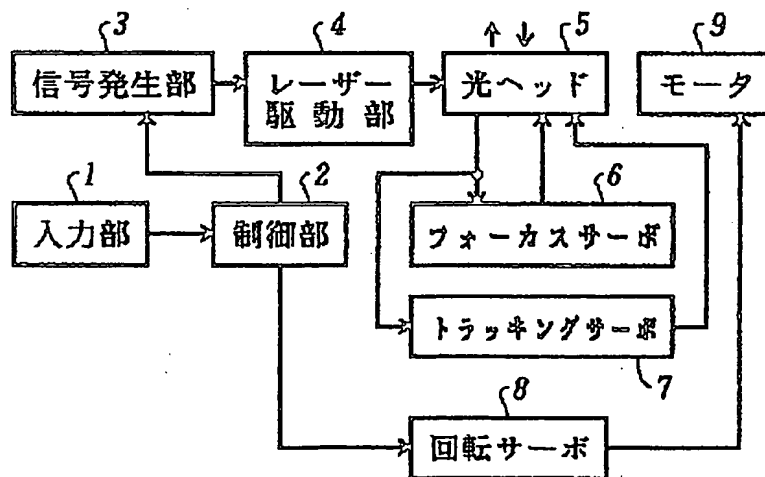 3
4
↑ ↓
5
9
信号発生部
レーザー
駆動部
光ヘッド
モータ
1
2
6
入力部
制御部
フォーカスサーボ
トラッキングサーボ
7
8
回転サーボ